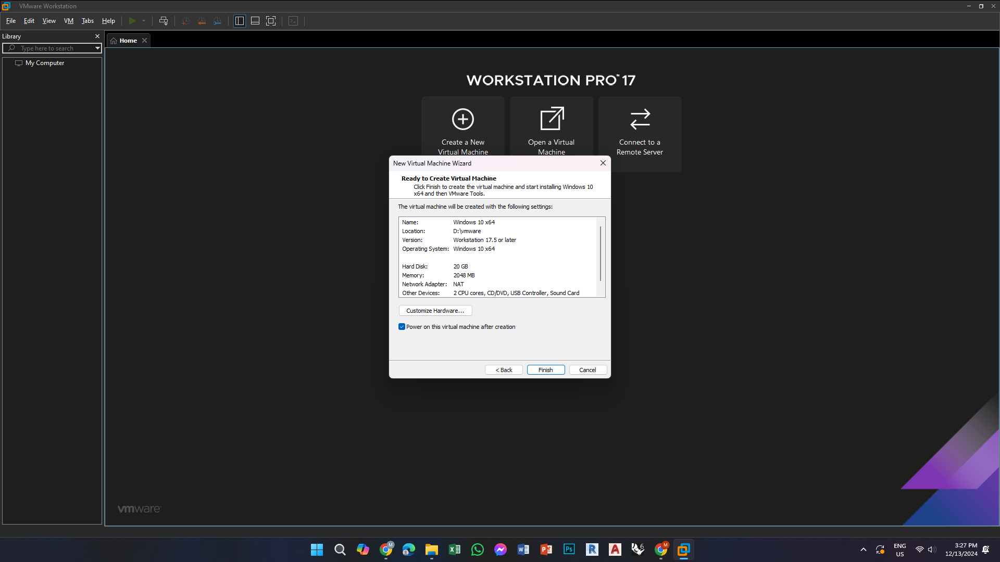 VMware Workstation
File Edit View VM Tabs Help
Library
Type here to search
My Computer
Home
WORKSTATION PRO™ 17
Create a New
Virtual Machine
Open a Virtual
Machine
Connect to a
Remote Server
New Virtual Machine Wizard
Ready to Create Virtual Machine
Click Finish to create the virtual machine and start installing Windows 10
x64 and then VMware Tools.
The virtual machine will be created with the following settings:
Name: Windows 10 x64
Location: D:\vmware
Version: Workstation 17.5 or later
Operating System: Windows 10 x64
Hard Disk: 20 GB
Memory: 2048 MB
Network Adapter: NAT
Other Devices: 2 CPU cores, CD/DVD, USB Controller, Sound Card
Customize Hardware...
Power on this virtual machine after creation
< Back Finish Cancel
vmware
M
Ps
R
A
6
M
ENG
US
3:27 PM
12/13/2024